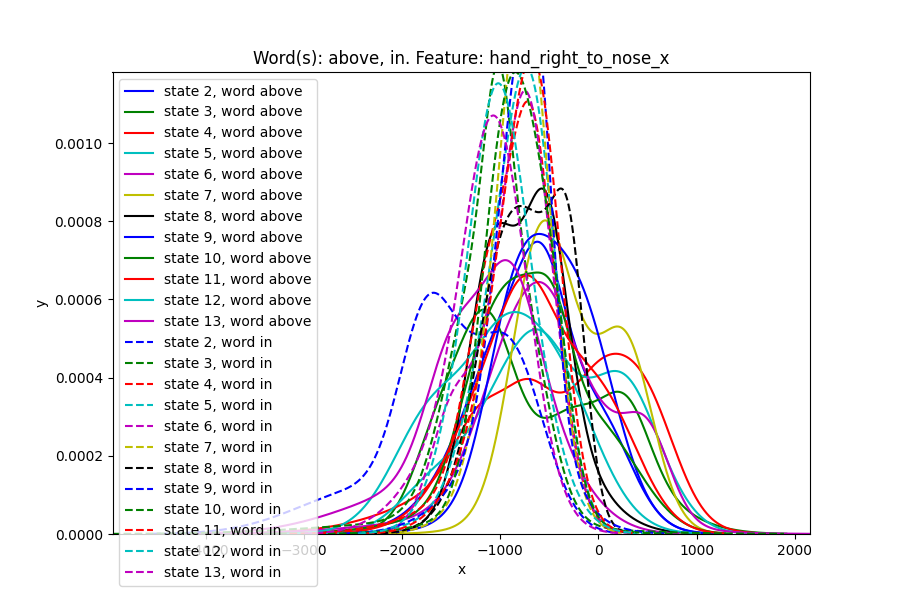 Word(s): above, in. Feature: hand_right_to_nose_x
y
0.0010
0.0008
0.0006
0.0004
0.0002
0.0000
state 2, word above
state 3, word above
state 4, word above
state 5, word above
state 6, word above
state 7, word above
state 8, word above
state 9, word above
state 10, word above
state 11, word above
state 12, word above
state 13, word above
state 2, word in
state 3, word in
state 4, word in
state 5, word in
state 6, word in
state 7, word in
state 8, word in
state 9, word in
state 10, word in
state 11, word in
state 12, word in
state 13, word in
−4000 −3000 −2000 −1000 0 1000 2000
x